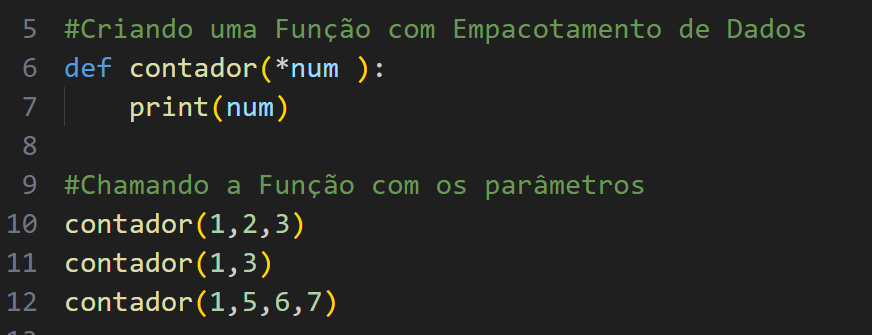 5 #Criando uma Função com Empacotamento de Dados
6 def contador(*num ):
7     print(num)
8
9 #Chamando a Função com os parâmetros
10 contador(1,2,3)
11 contador(1,3)
12 contador(1,5,6,7)